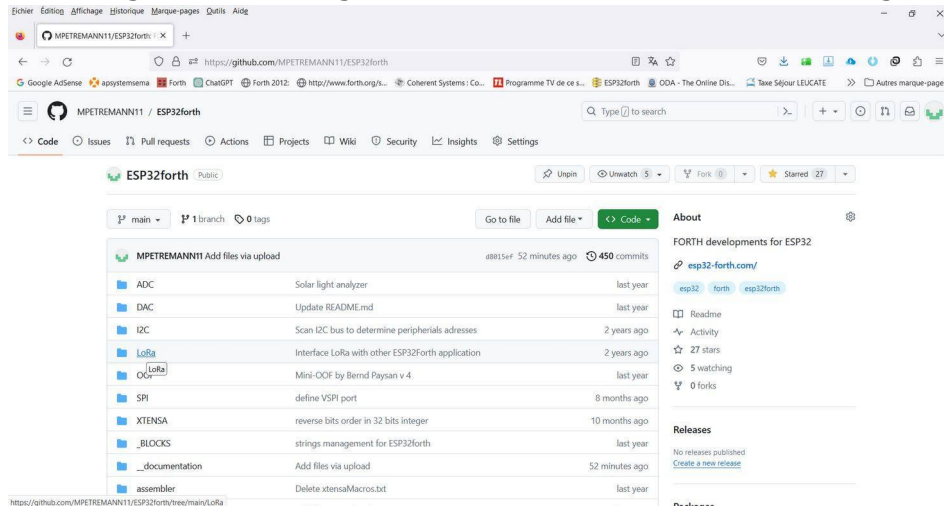 Eichier Édition Affichage Historique Marque-pages Outils Aide
MPETREMANN11/ESP32forth:
https://github.com/MPETREMANN11/ESP32forth
Google AdSense apsystemsema Forth ChatGPT Forth 2012: http://www.forth.org/s... Coherent Systems : Co... Programme TV de ce s... ESP32forth ODA - The Online Dis... Taxe Séjour LEUCATE Autres marque-page
MPETREMANN11 / ESP32forth
Type / to search
Code Issues Pull requests Actions Projects Wiki Security Insights Settings
ESP32forth Public Unpin Unwatch 5 Fork 0 Starred 27
main 1 branch 0 tags Go to file Add file Code
MPETREMANN11 Add files via upload d8015ef 52 minutes ago 450 commits
ADC Solar light analyzer last year
DAC Update README.md last year
I2C Scan I2C bus to determine peripherials adresses 2 years ago
LoRa Interface LoRa with other ESP32Forth application 2 years ago
LoRa
Mini-OOF by Bernd Paysan v 4 last year
SPI define VSPI port 8 months ago
XTENSA reverse bits order in 32 bits integer 10 months ago
_BLOCKS strings management for ESP32forth last year
__documentation Add files via upload 52 minutes ago
assembler Delete xtensaMacros.txt last year
About
FORTH developments for ESP32
esp32-forth.com/
esp32 forth esp32forth
Readme
Activity
27 stars
5 watching
0 forks
Releases
No releases published
Create a new release
https://github.com/MPETREMANN11/ESP32forth/tree/main/LoRa